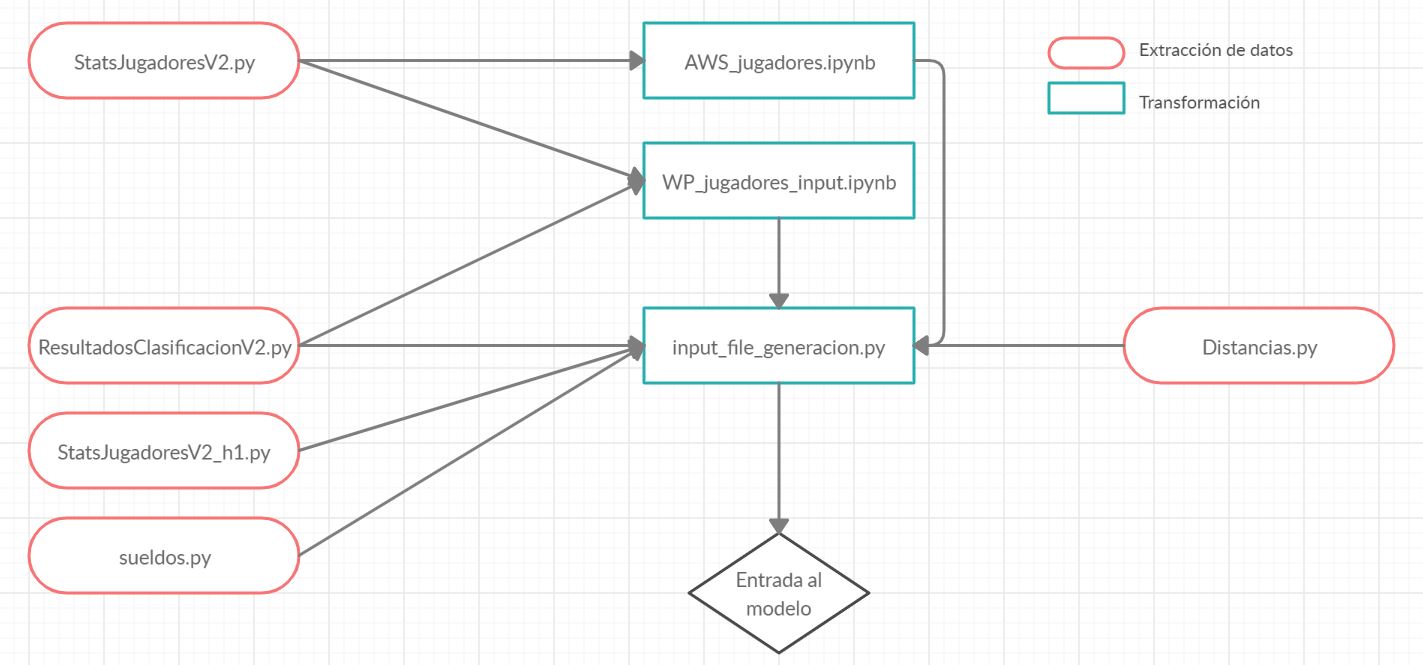 StatsJugadoresV2.py
AWS_jugadores.ipynb
Extracción de datos
Transformación
WP_jugadores_input.ipynb
ResultadosClasificacionV2.py
input_file_generacion.py
Distancias.py
StatsJugadoresV2_h1.py
sueldos.py
Entrada al
modelo